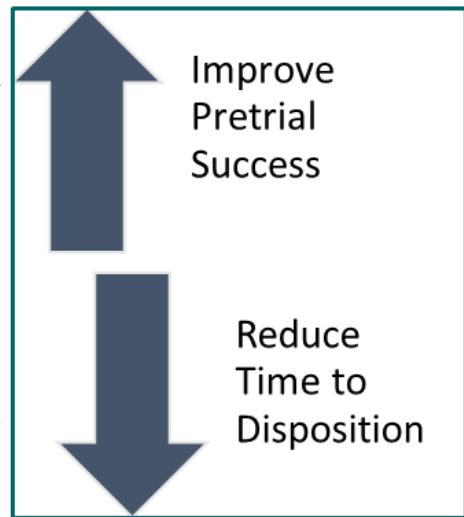 Improve
Pretrial
Success
Reduce
Time to
Disposition